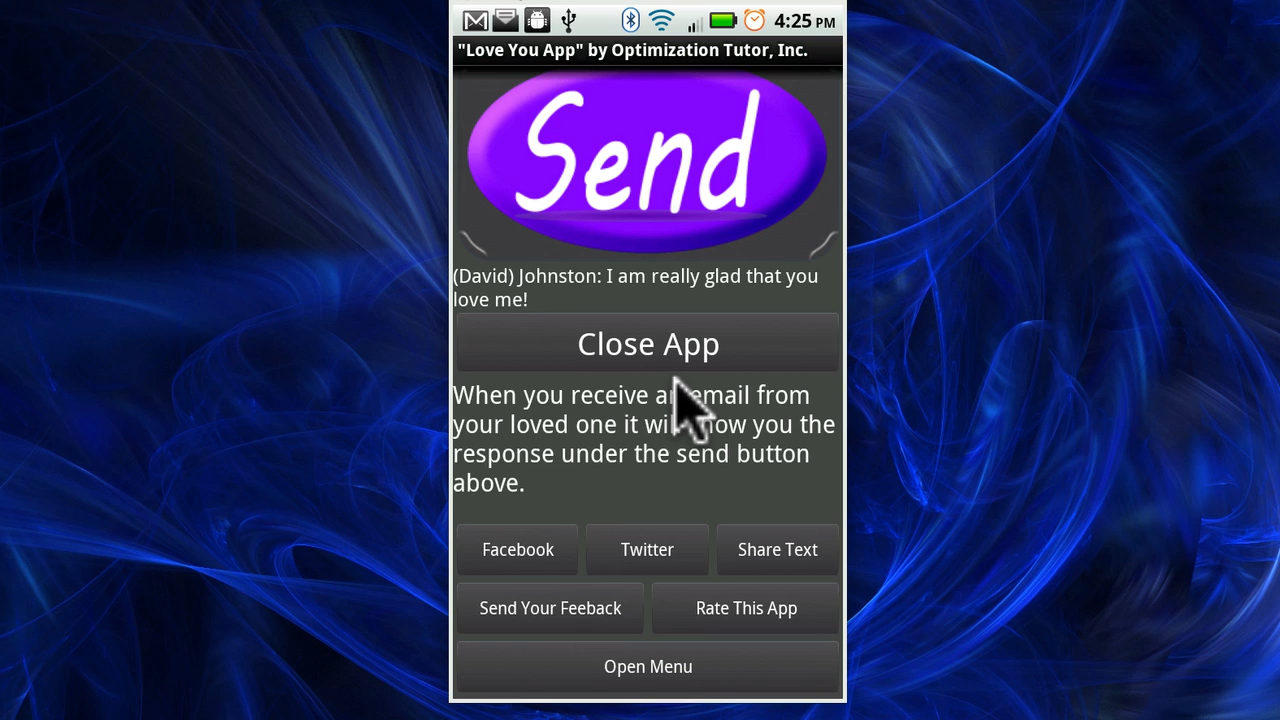 4:25 PM
"Love You App" by Optimization Tutor, Inc.
Send
(David) Johnston: I am really glad that you
love me!
Close App
When you receive an email from
your loved one it will show you the
response under the send button
above.
Facebook
Twitter
Share Text
Send Your Feeback
Rate This App
Open Menu